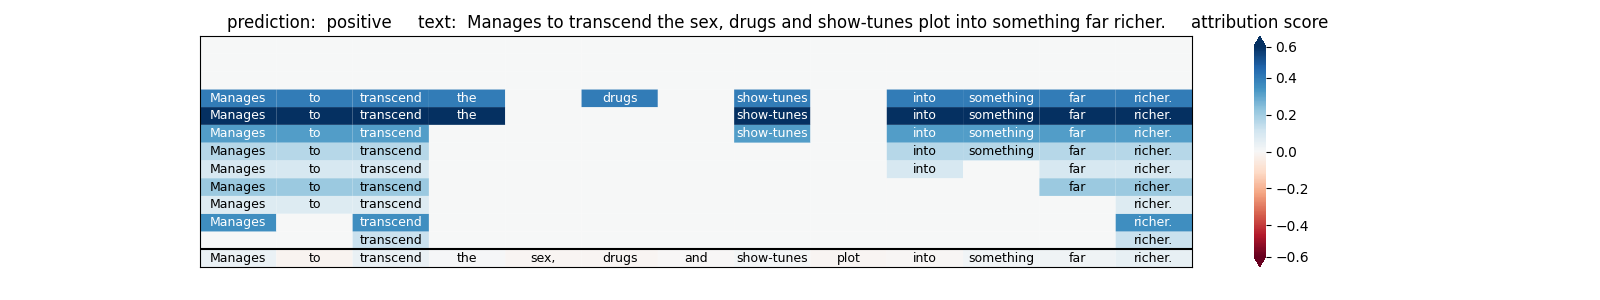 prediction:  positive     text:  Manages to transcend the sex, drugs and show-tunes plot into something far richer.     attribution score
Manages to transcend the drugs show-tunes into something far richer.
Manages to transcend the show-tunes into something far richer.
Manages to transcend show-tunes into something far richer.
Manages to transcend into something far richer.
Manages to transcend into far richer.
Manages to transcend far richer.
Manages to transcend richer.
Manages transcend richer.
transcend richer.
Manages to transcend the sex, drugs and show-tunes plot into something far richer.
0.6
0.4
0.2
0.0
−0.2
−0.4
−0.6